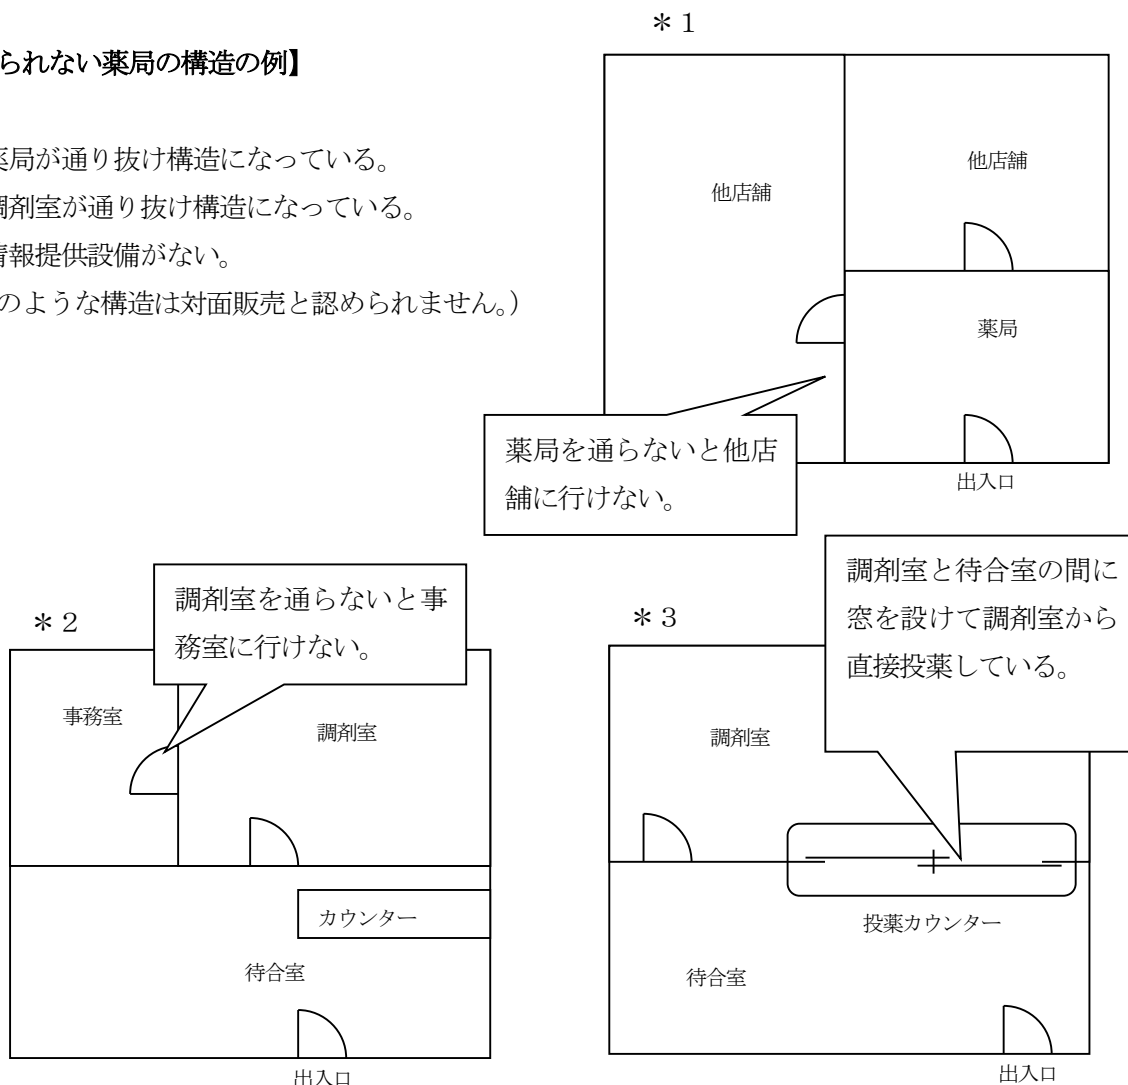 られない薬局の構造の例】
薬局が通り抜け構造になっている。
調剤室が通り抜け構造になっている。
情報提供設備がない。
のような構造は対面販売と認められません。)
＊1
他店舗
他店舗
薬局
薬局を通らないと他店
舗に行けない。
出入口
＊2
調剤室を通らないと事
務室に行けない。
事務室
調剤室
カウンター
待合室
出入口
＊3
調剤室と待合室の間に
窓を設けて調剤室から
直接投薬している。
調剤室
投薬カウンター
待合室
出入口